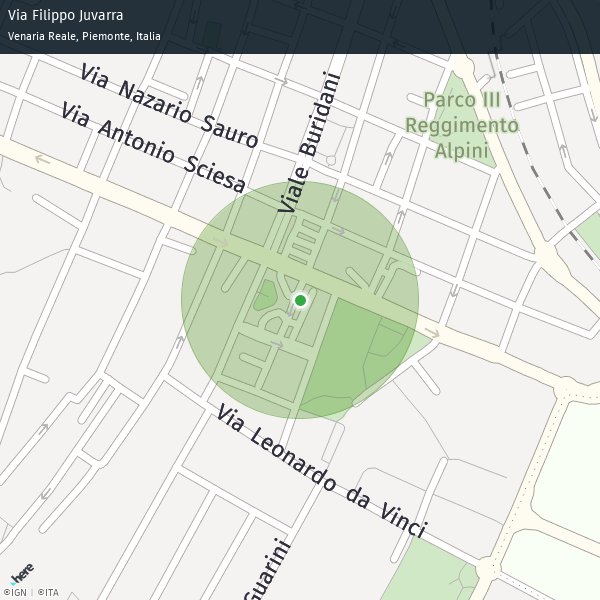 Via Filippo Juvarra
Venaria Reale, Piemonte, Italia
Via Nazario Sauro
Via Antonio Sciesa
Viale Buridani
Parco III
Reggimento
Alpini
Via Leonardo da Vinci
Guarini
here
©IGN | ©ITA